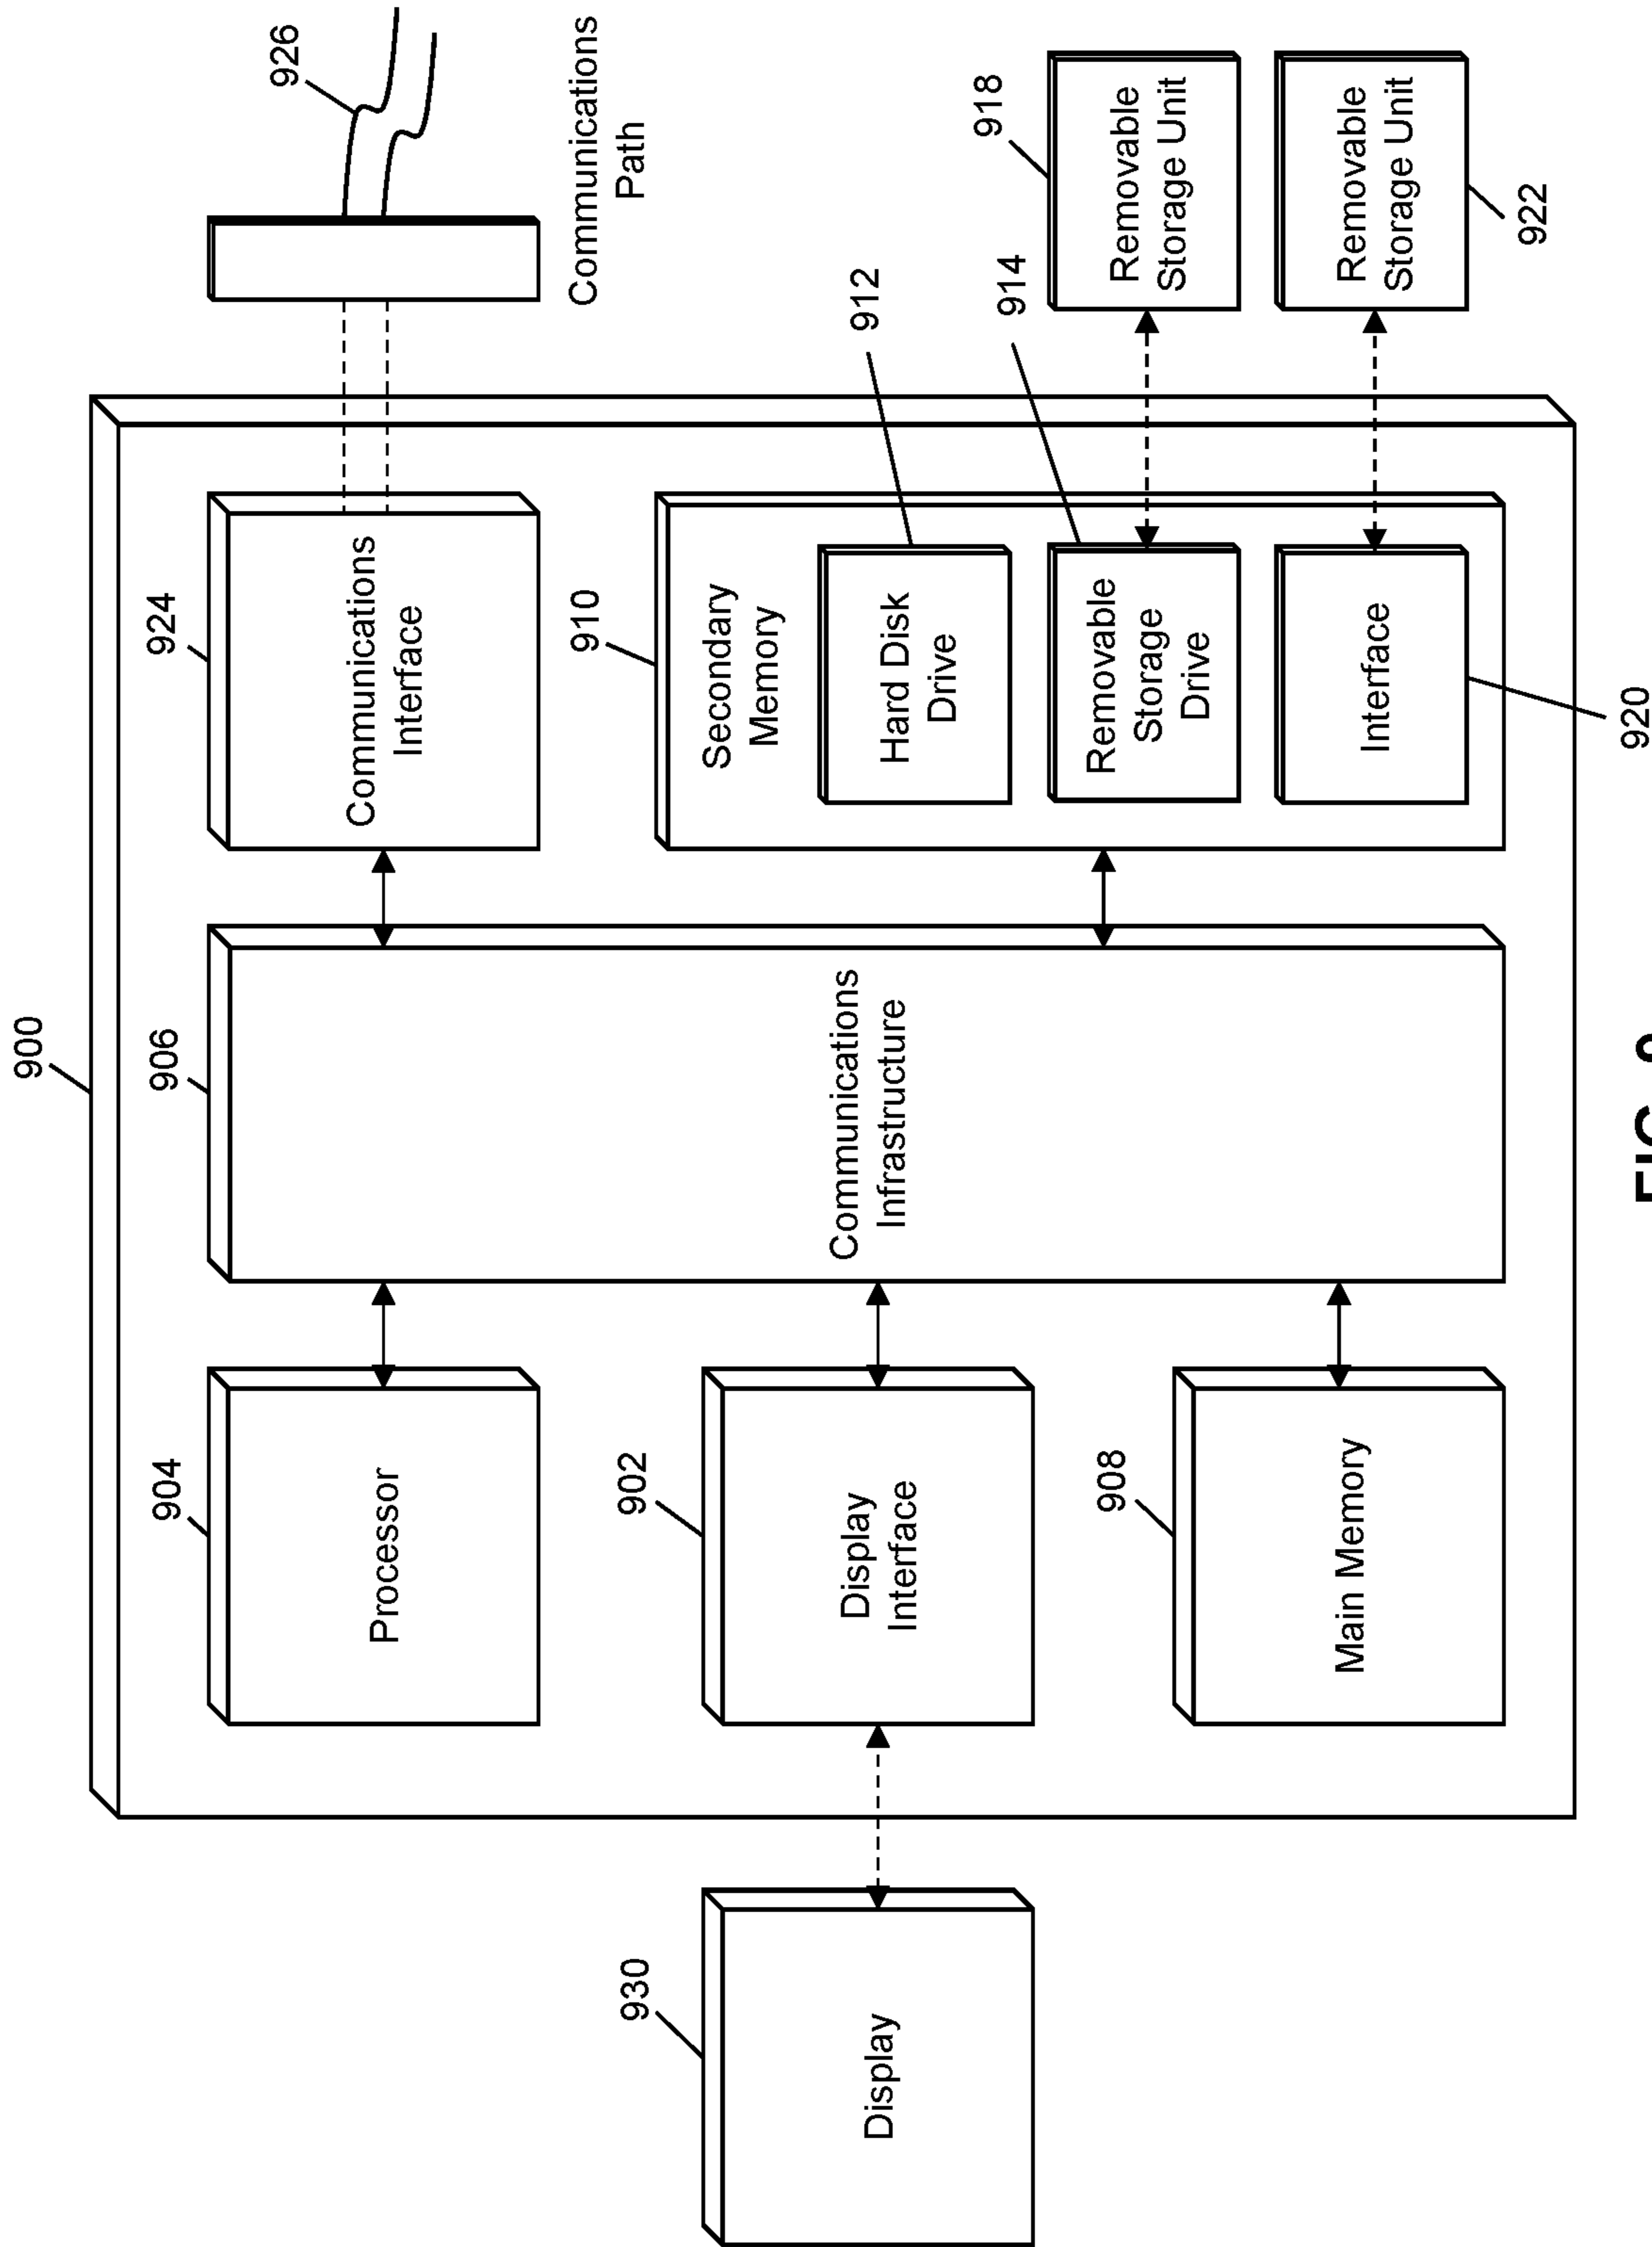 900
904
906
924
926
Processor
Communications
Interface
Communications
Path
930
902
910
Display
Display
Interface
Communications
Infrastructure
Secondary
Memory
912
Hard Disk
Drive
908
Main Memory
914
918
Removable
Storage
Drive
Removable
Storage Unit
Interface
Removable
Storage Unit
922
920
FIG